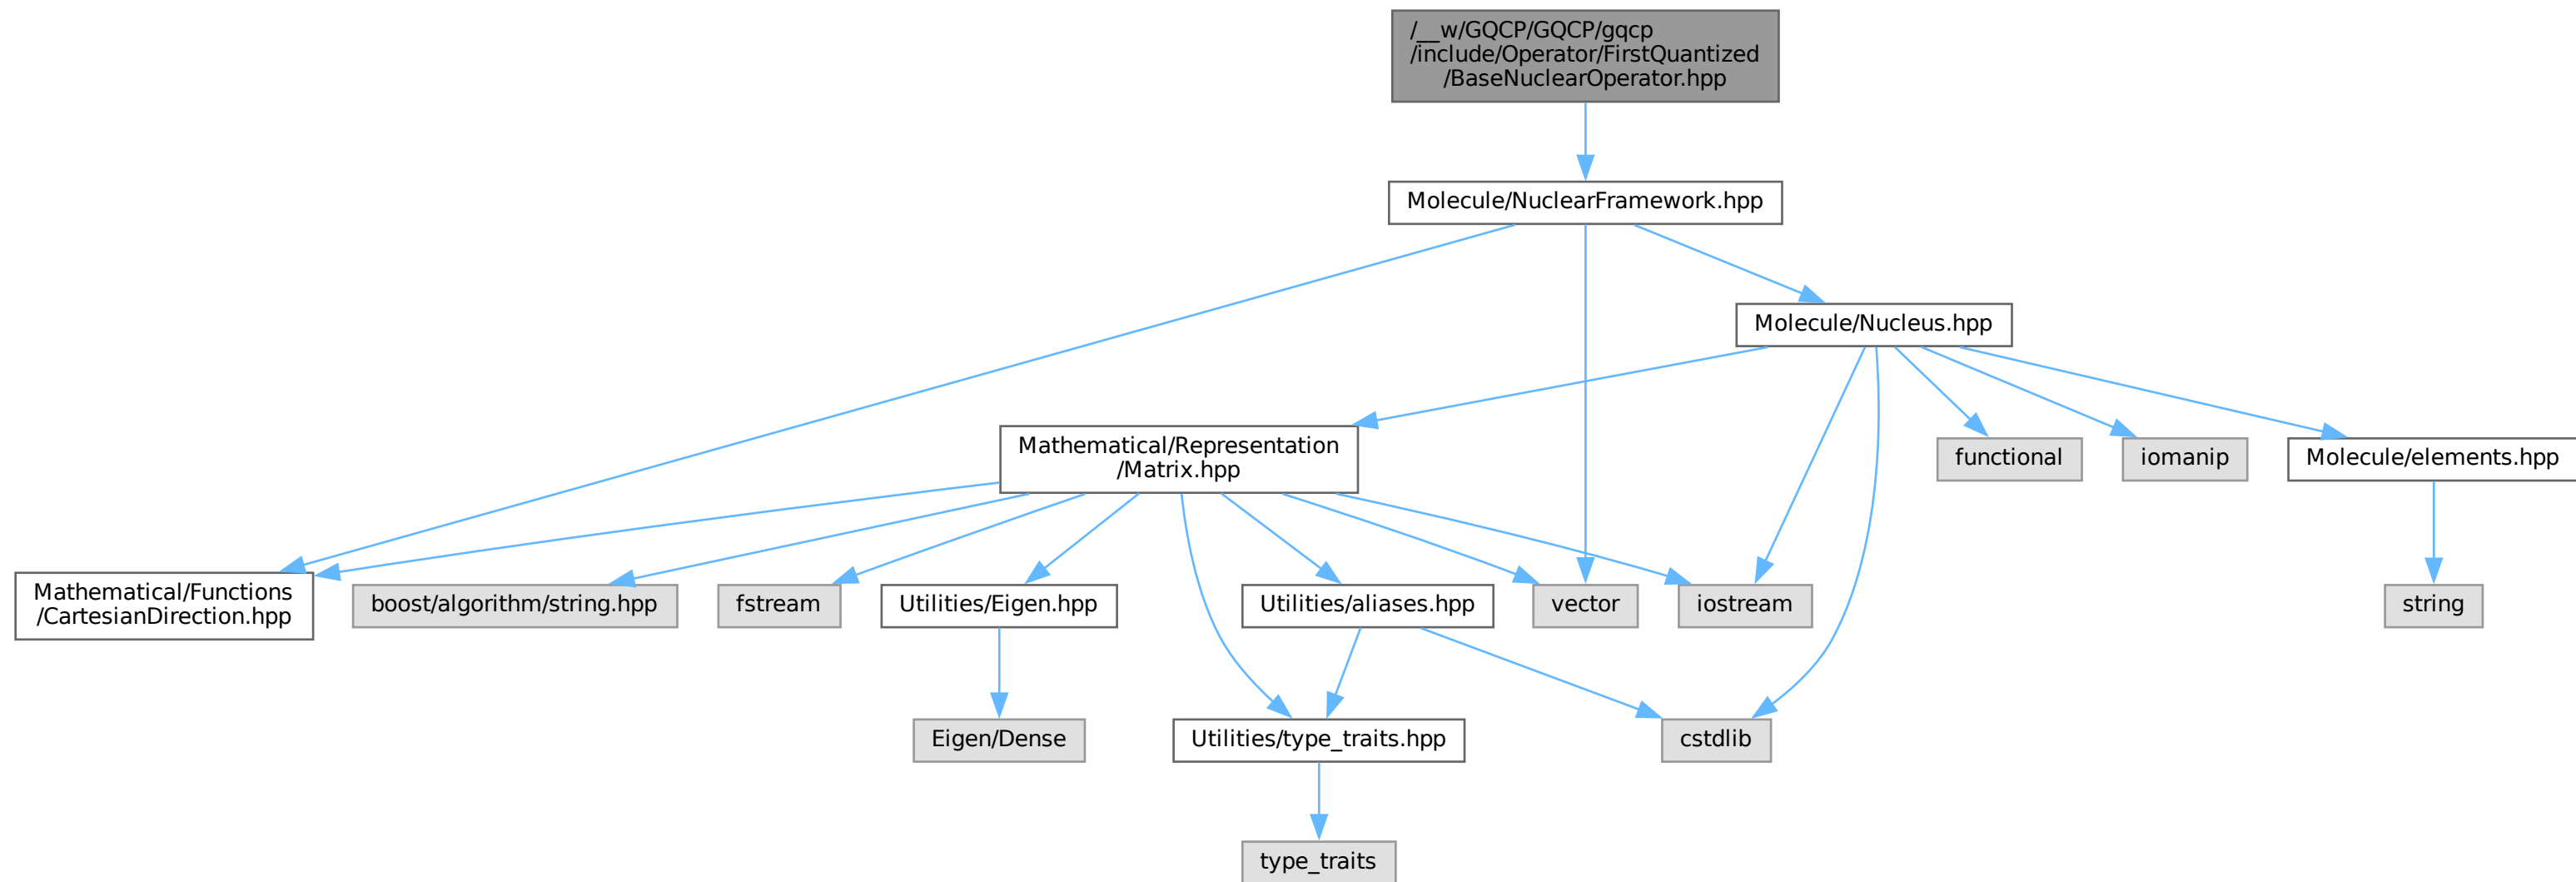 /__w/GQCP/GQCP/gqcp
/include/Operator/FirstQuantized
/BaseNuclearOperator.hpp
Molecule/NuclearFramework.hpp
Molecule/Nucleus.hpp
Mathematical/Representation
/Matrix.hpp
functional
iomanip
Molecule/elements.hpp
Mathematical/Functions
/CartesianDirection.hpp
boost/algorithm/string.hpp
fstream
Utilities/Eigen.hpp
Utilities/aliases.hpp
vector
iostream
string
Eigen/Dense
Utilities/type_traits.hpp
cstdlib
type_traits